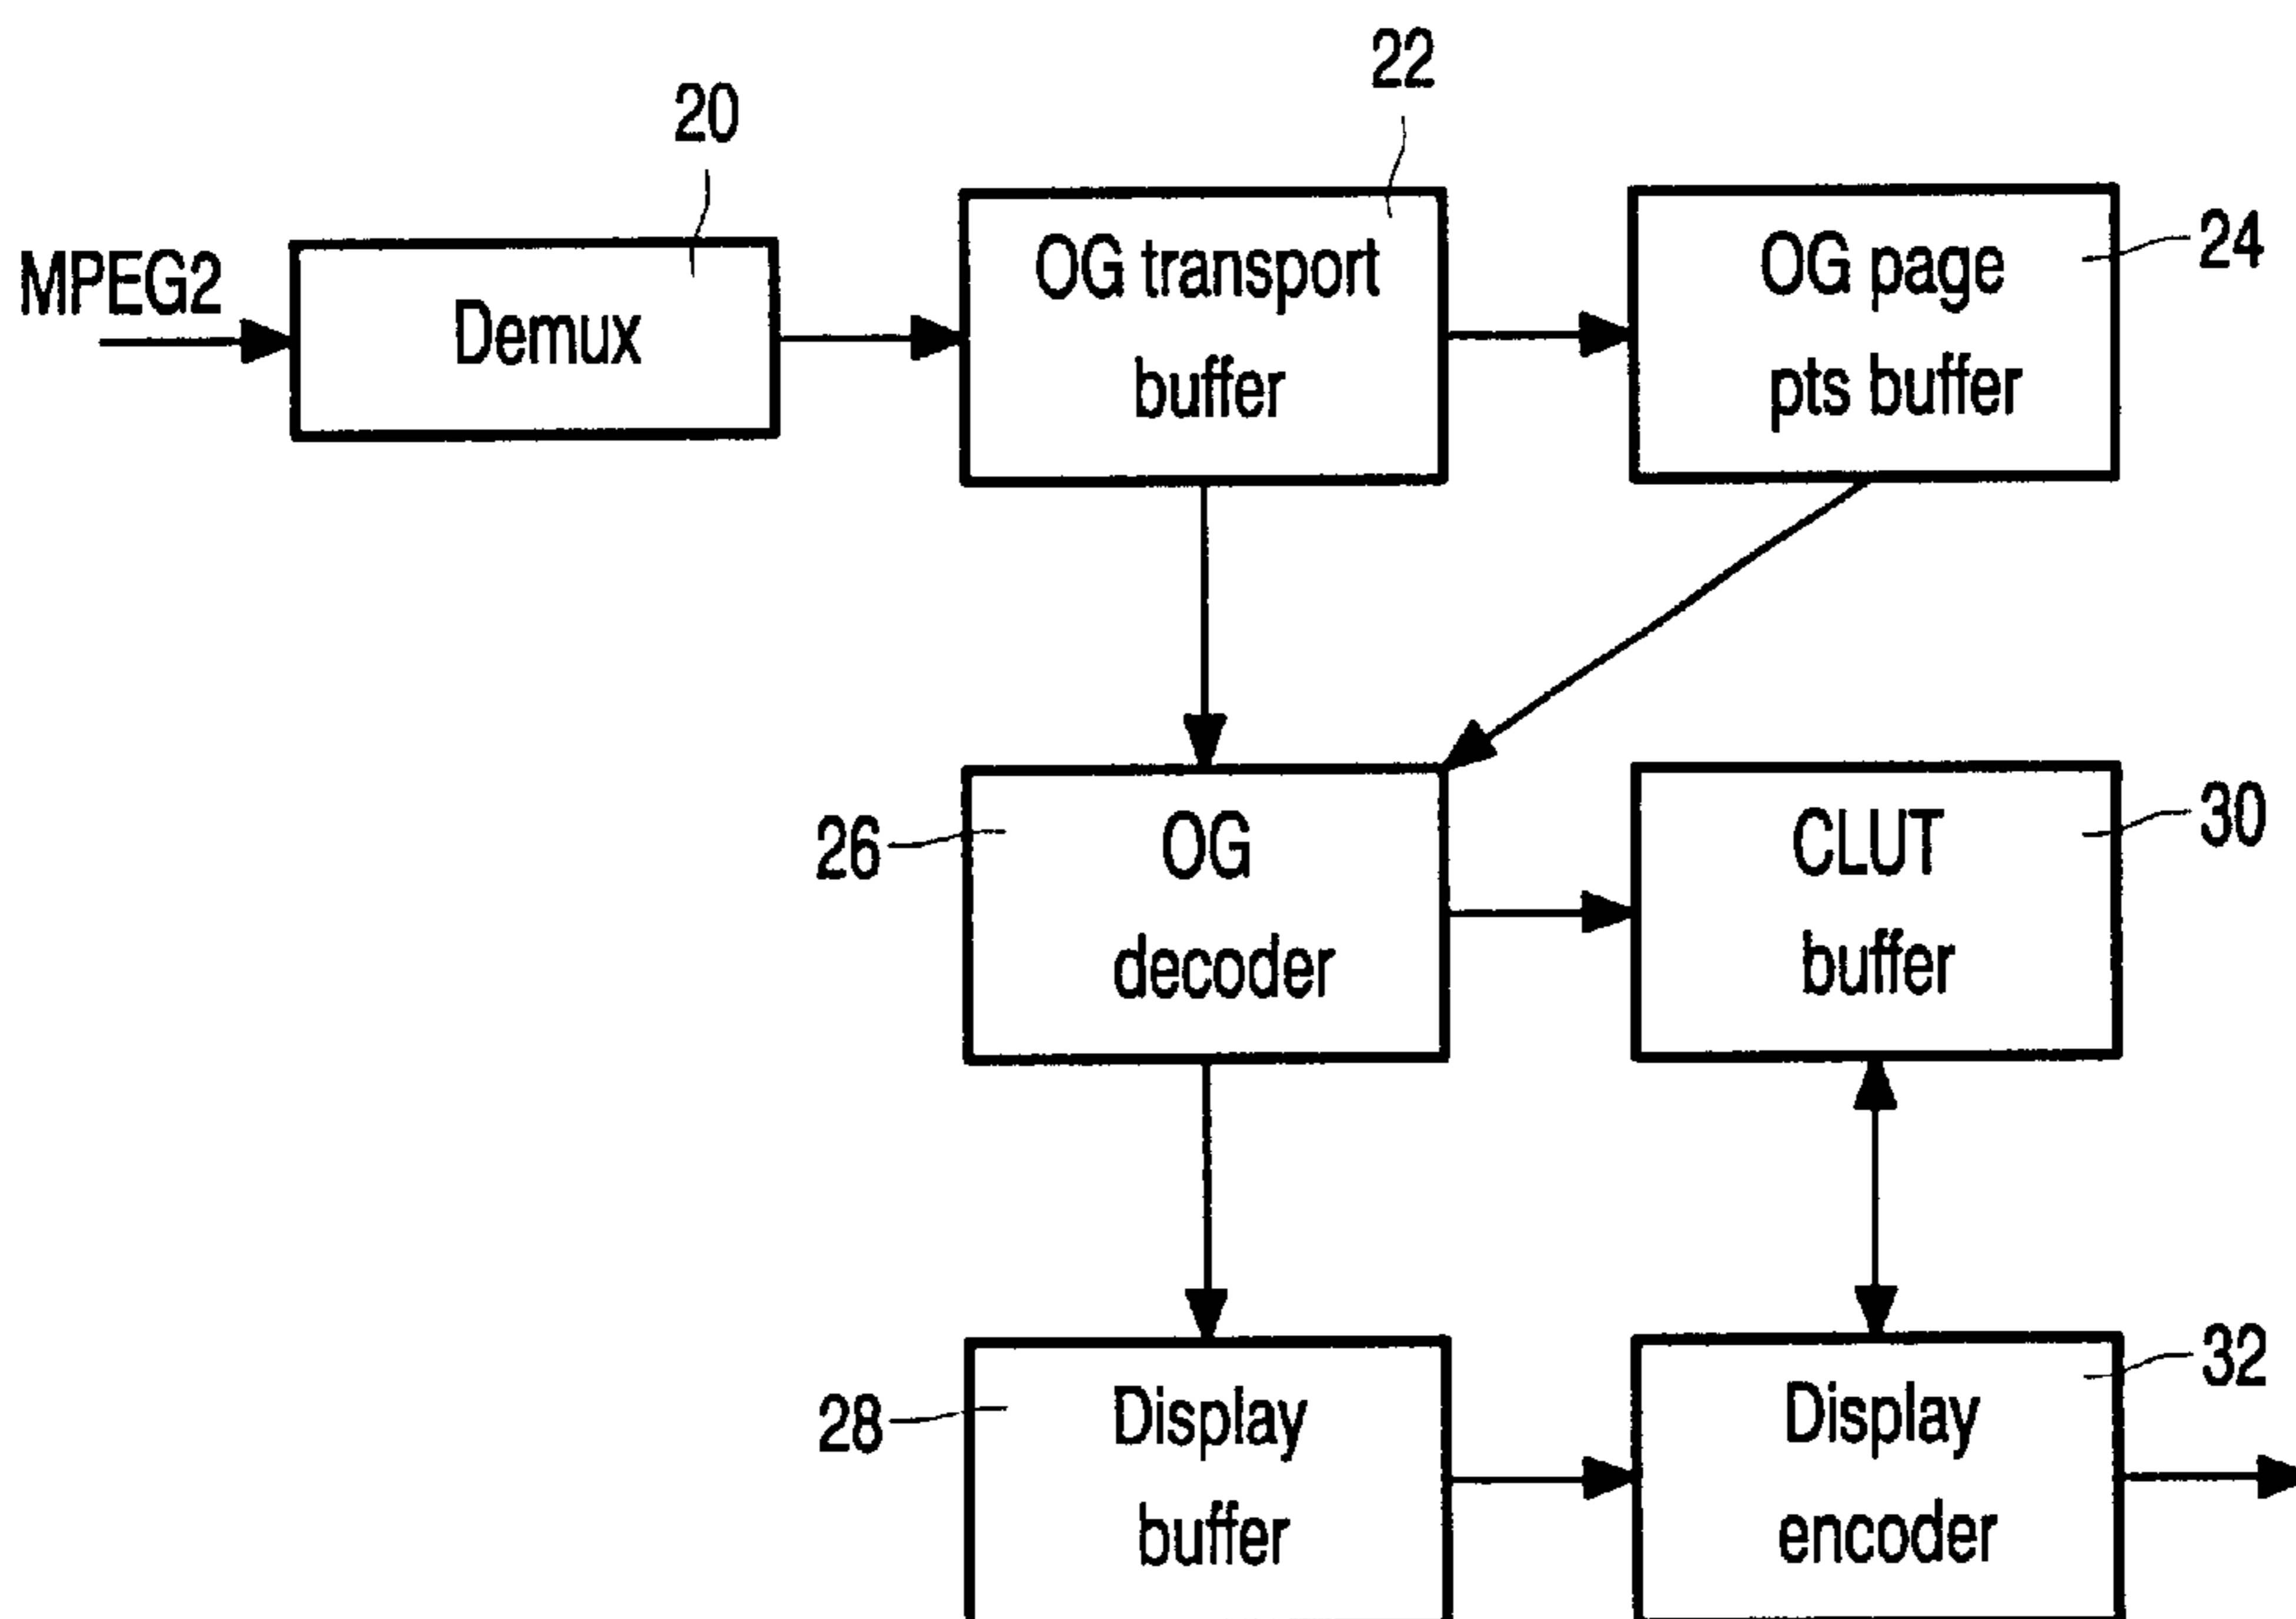 22
20
MPEG2
Demux
OG transport
buffer
OG page
pts buffer
24
26
OG
decoder
CLUT
buffer
30
28
Display
buffer
Display
encoder
32